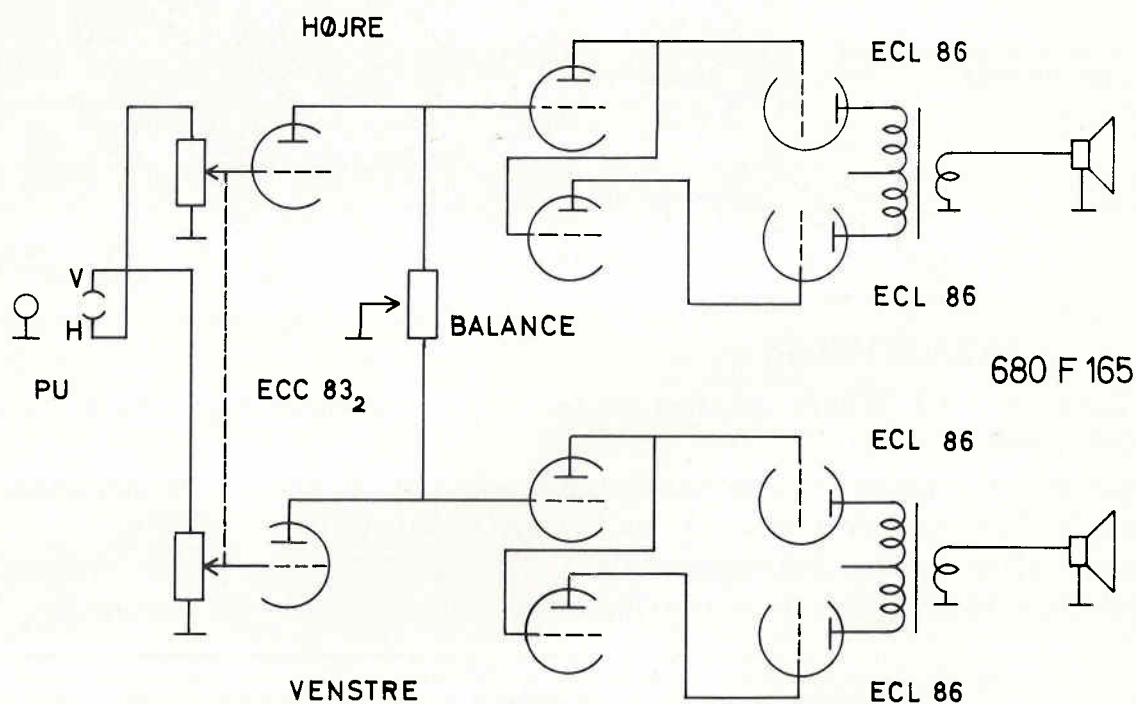 HØJRE
ECL 86
V
H
PU
ECC 83₂
BALANCE
ECL 86
680 F 165
ECL 86
VENSTRE
ECL 86